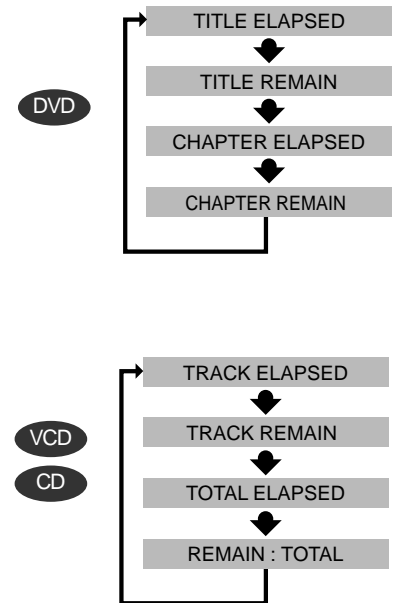 TITLE ELAPSED
TITLE REMAIN
DVD
CHAPTER ELAPSED
CHAPTER REMAIN
TRACK ELAPSED
VCD
TRACK REMAIN
CD
TOTAL ELAPSED
REMAIN : TOTAL